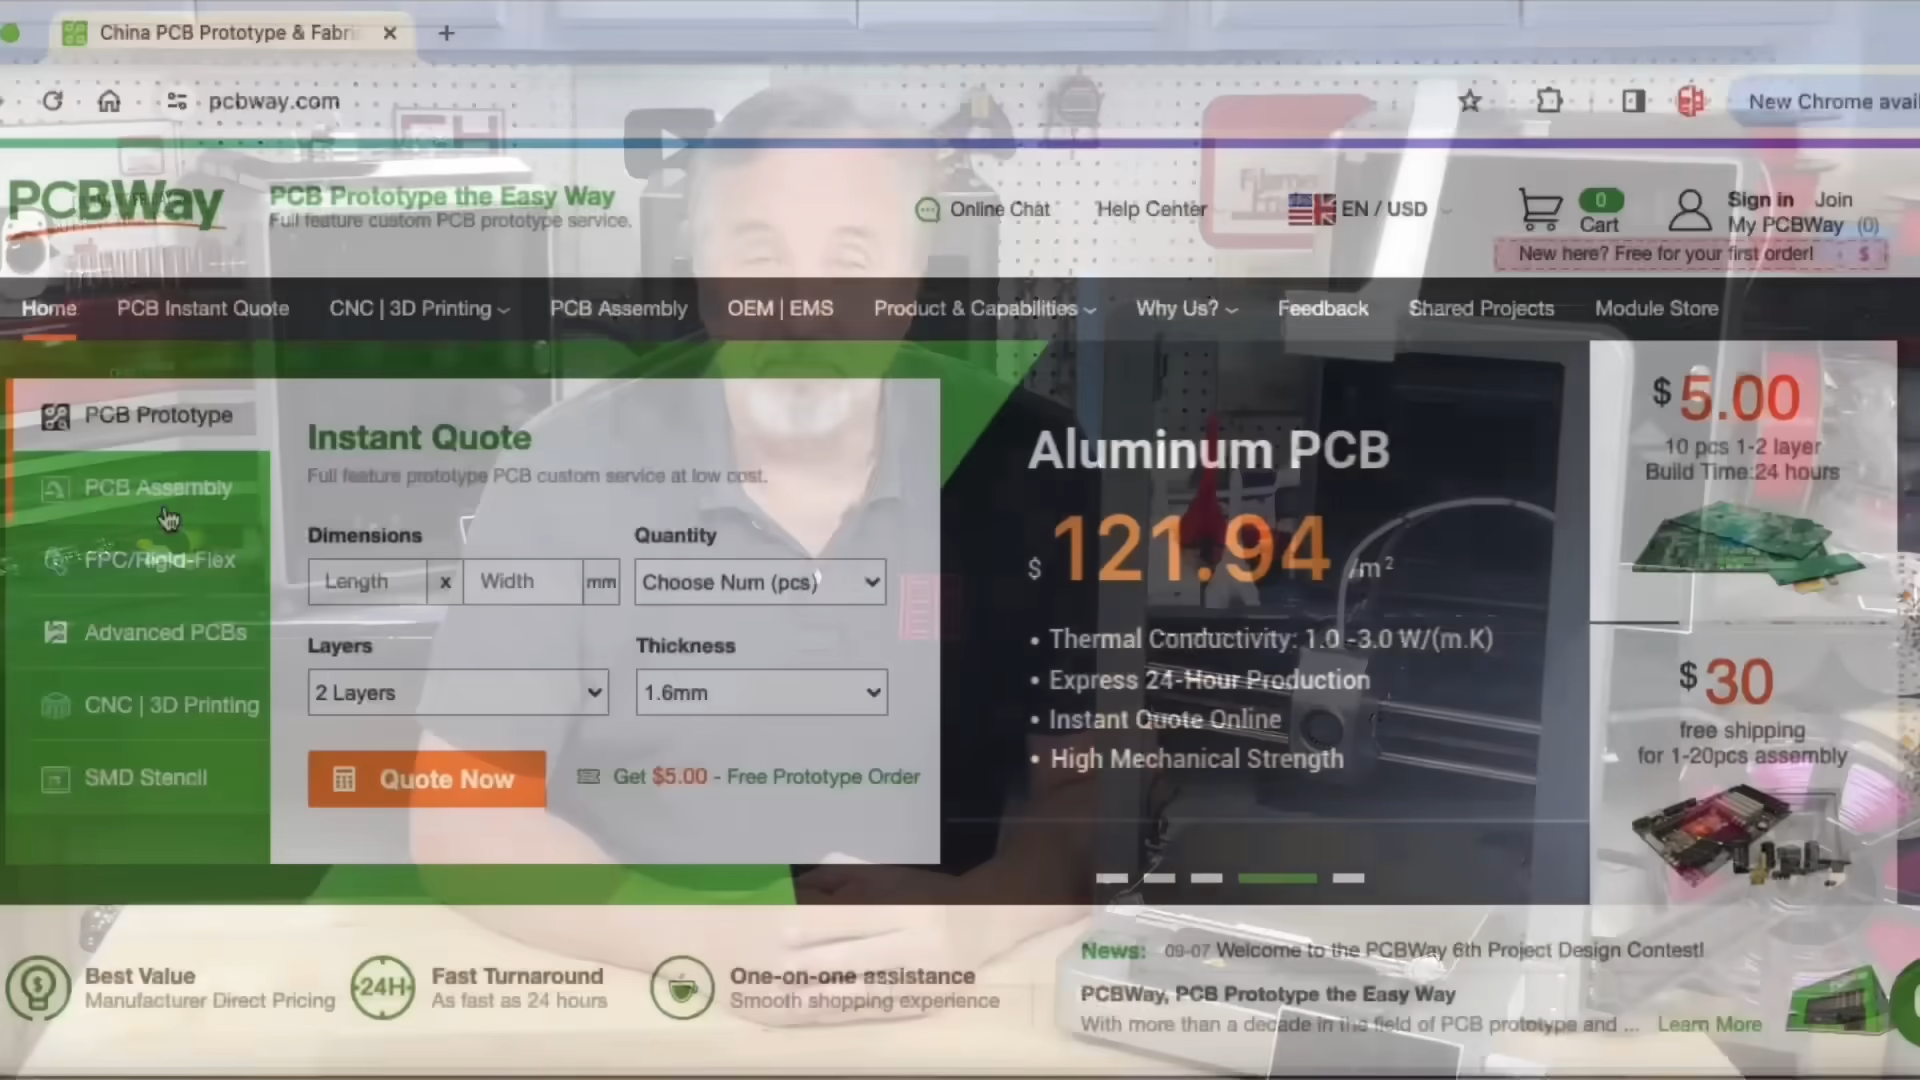 China PCB Prototype & Fabri
pcbway.com
New Chrome avail
PCBWay
PCB Prototype the Easy Way
Full feature custom PCB prototype service.
Online Chat
Help Center
EN / USD
0
Cart
Sign in Join
My PCBWay (0)
New here? Free for your first order! $
Home
PCB Instant Quote
CNC | 3D Printing
PCB Assembly
OEM | EMS
Product & Capabilities
Why Us?
Feedback
Shared Projects
Module Store
PCB Prototype
PCB Assembly
FPC/Rigid-Flex
Advanced PCBs
CNC | 3D Printing
SMD Stencil
Instant Quote
Full feature prototype PCB custom service at low cost.
Dimensions
Quantity
Length x Width mm
Choose Num (pcs)
Layers
Thickness
2 Layers
1.6mm
Quote Now
Get $5.00 - Free Prototype Order
Aluminum PCB
$ 121.94 /m²
• Thermal Conductivity: 1.0 -3.0 W/(m.K)
• Express 24-Hour Production
• Instant Quote Online
• High Mechanical Strength
$ 5.00
10 pcs 1-2 layer
Build Time:24 hours
$ 30
free shipping
for 1-20pcs assembly
Best Value
Manufacturer Direct Pricing
24H
Fast Turnaround
As fast as 24 hours
One-on-one assistance
Smooth shopping experience
News: 09-07 Welcome to the PCBWay 6th Project Design Contest!
PCBWay, PCB Prototype the Easy Way
With more than a decade in the field of PCB prototype and ... Learn More